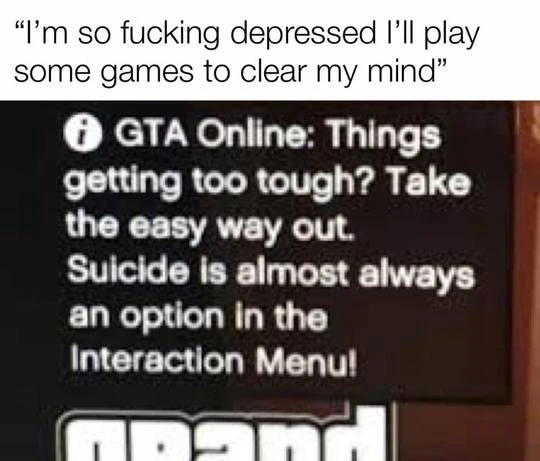 “I’m so fucking depressed I’ll play
some games to clear my mind”
i GTA Online: Things
getting too tough? Take
the easy way out.
Suicide is almost always
an option in the
Interaction Menu!
grand